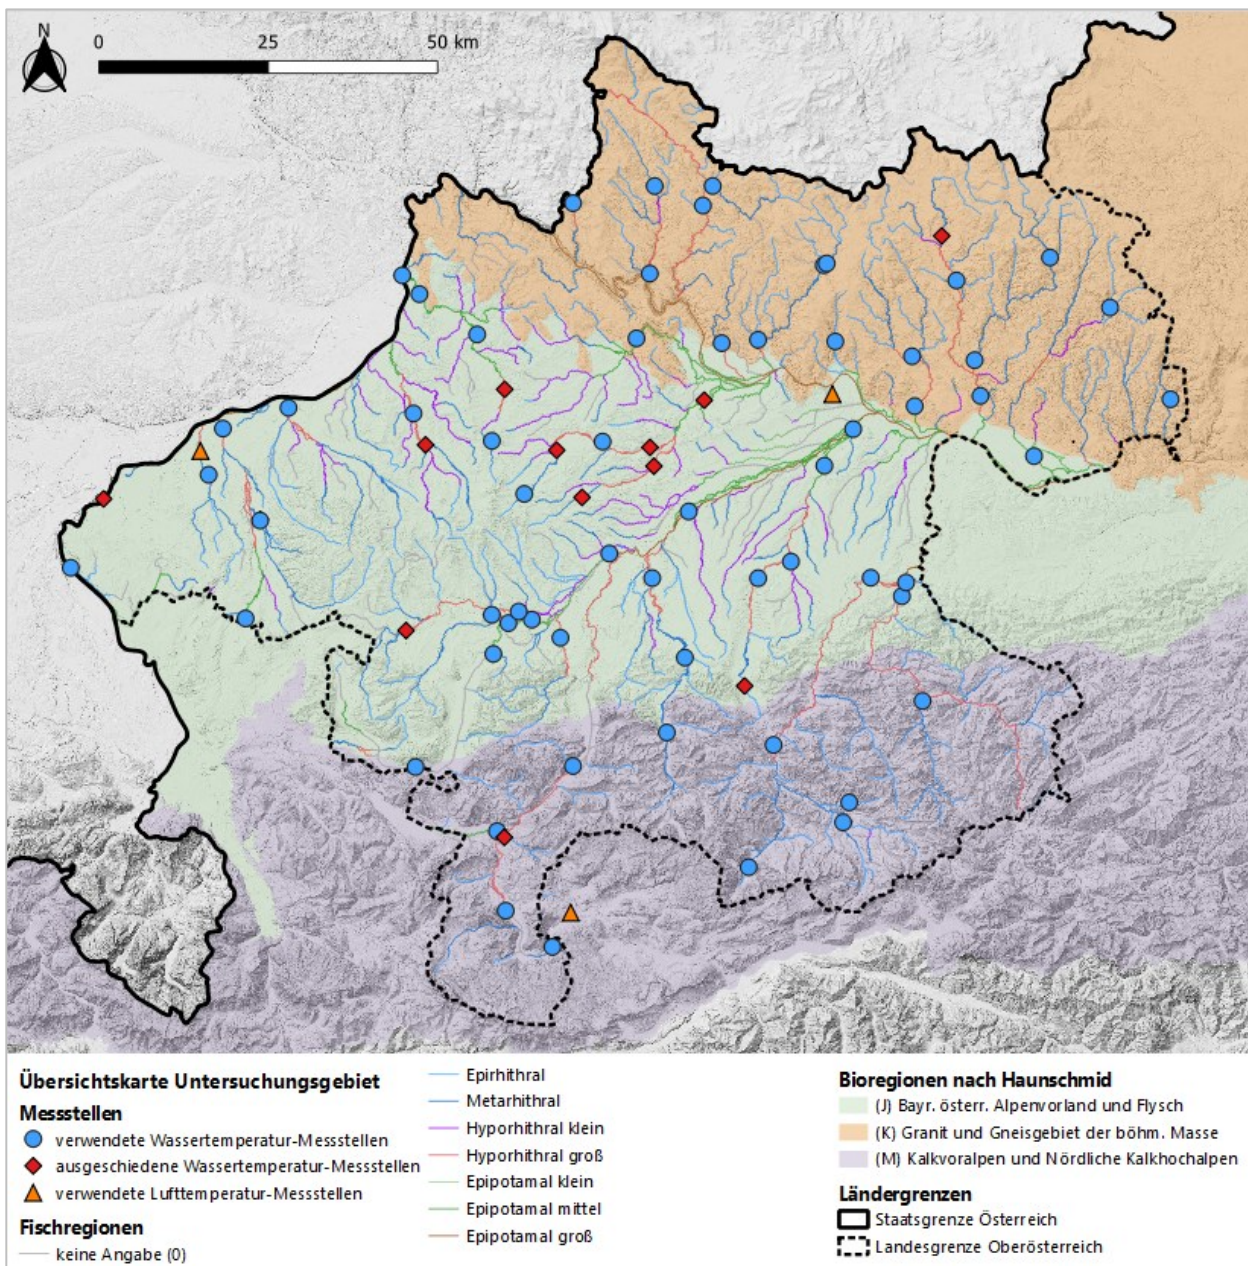 N
0 25 50 km
Übersichtskarte Untersuchungsgebiet
Messstellen
verwendete Wassertemperatur-Messstellen
ausgeschiedene Wassertemperatur-Messstellen
verwendete Lufttemperatur-Messstellen
Fischregionen
keine Angabe (0)
Epirhithral
Metarhithral
Hyporhithral klein
Hyporhithral groß
Epipotamal klein
Epipotamal mittel
Epipotamal groß
Bioregionen nach Haunschmid
(J) Bayr. österr. Alpenvorland und Flysch
(K) Granit und Gneisgebiet der böhm. Masse
(M) Kalkvoralpen und Nördliche Kalkhochalpen
Ländergrenzen
Staatsgrenze Österreich
Landesgrenze Oberösterreich